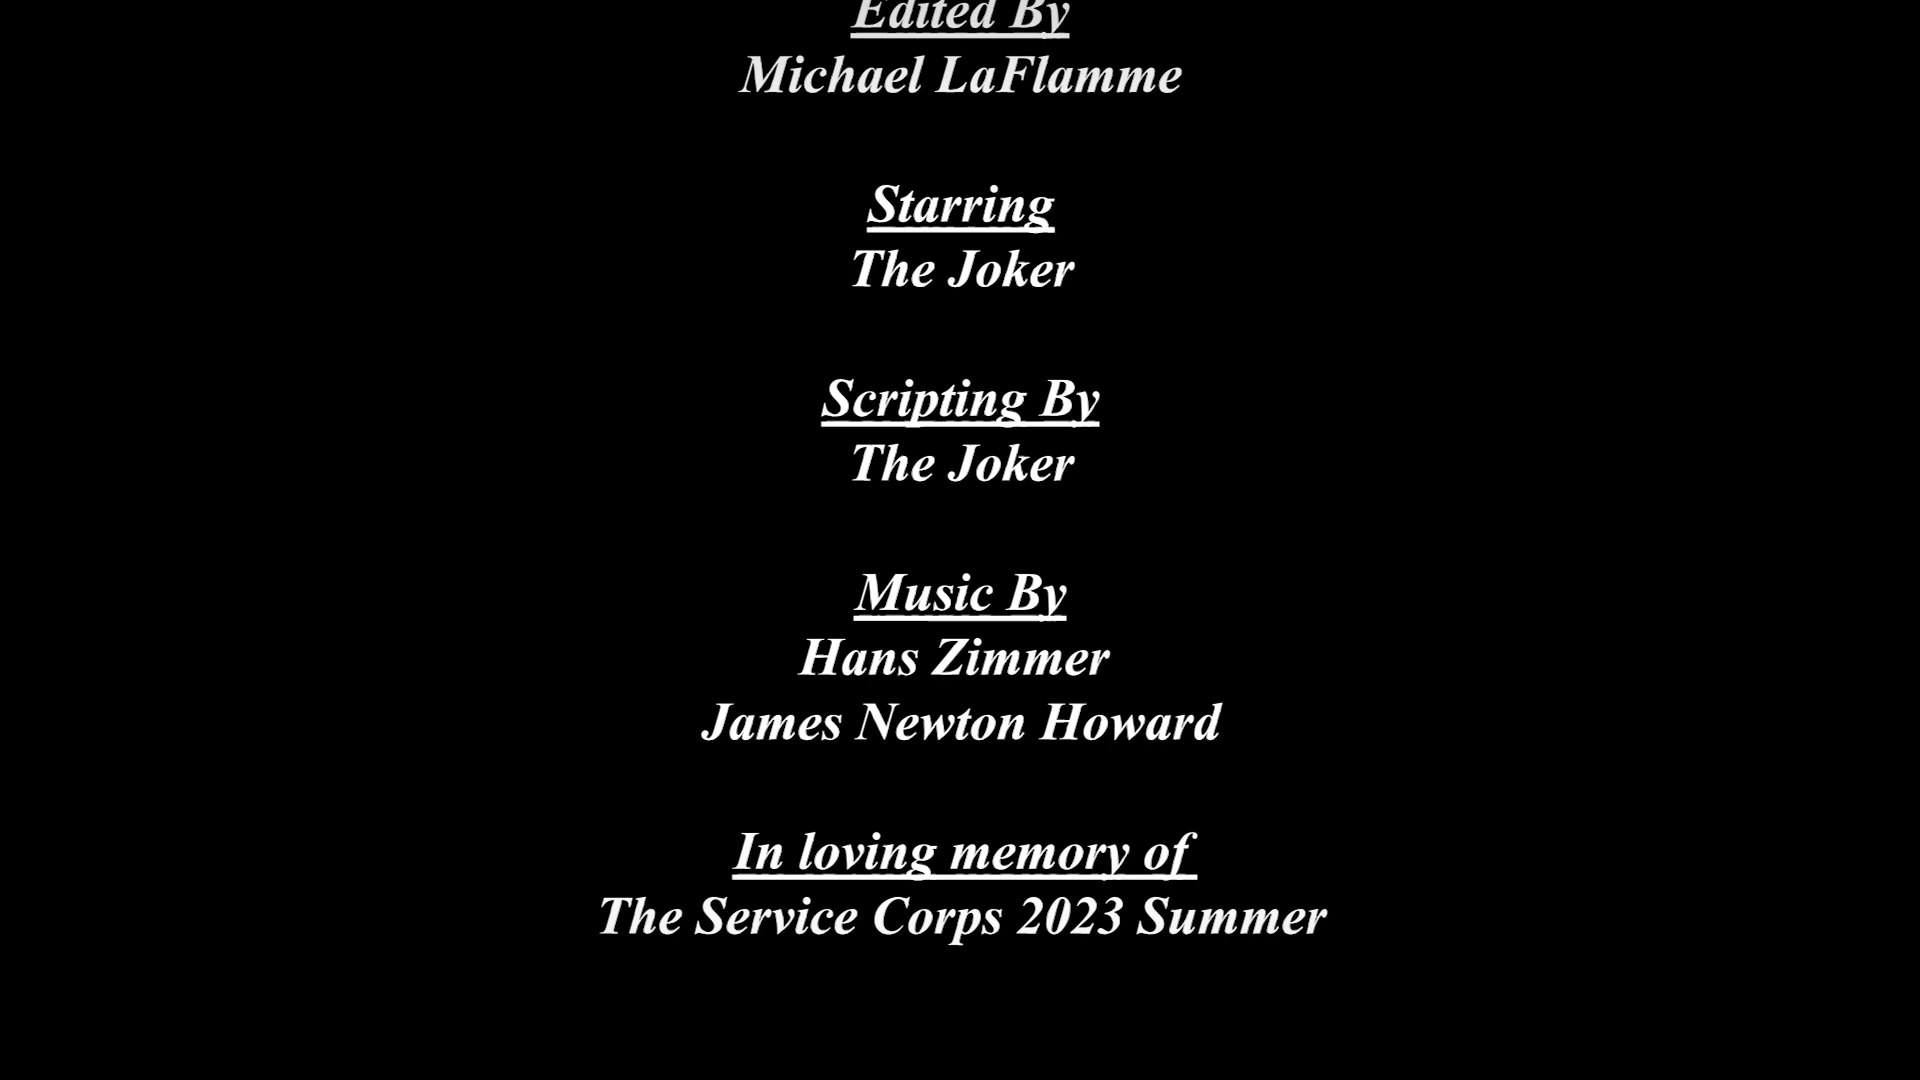 Edited By
Michael LaFlamme
Starring
The Joker
Scripting By
The Joker
Music By
Hans Zimmer
James Newton Howard
In loving memory of
The Service Corps 2023 Summer